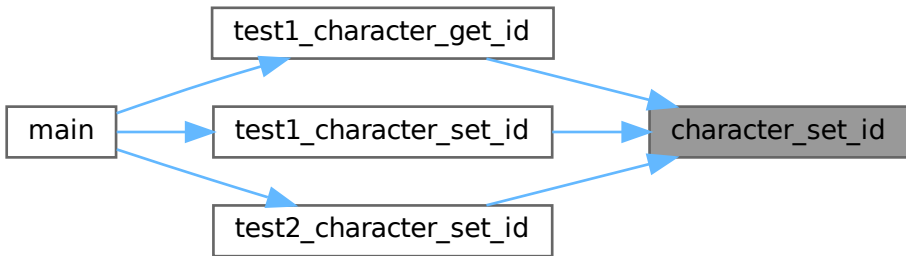 test1_character_get_id
main
test1_character_set_id
character_set_id
test2_character_set_id